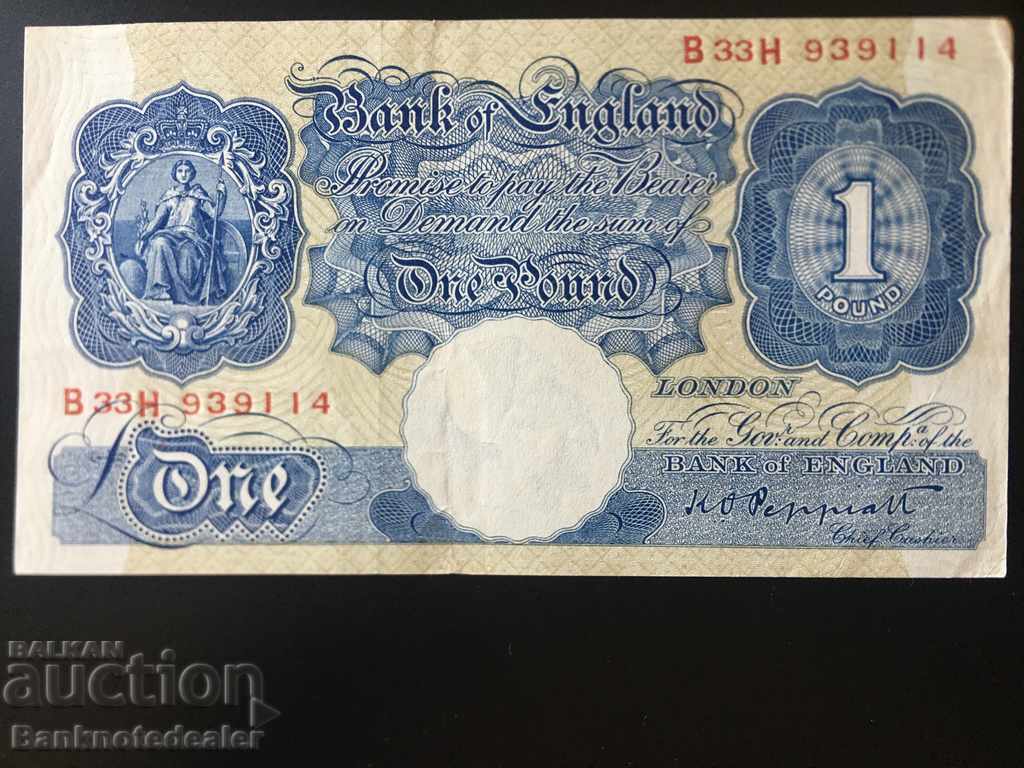 B33H 939114
Bank of England
Promise to pay the Bearer
on Demand the sum of
One Pound
1
POUND
B33H 939114
One
LONDON
For the Gov.r and Comp.a of the
BANK of ENGLAND
K O Peppiatt
Chief Cashier
BALKAN
auction
Banknotedealer